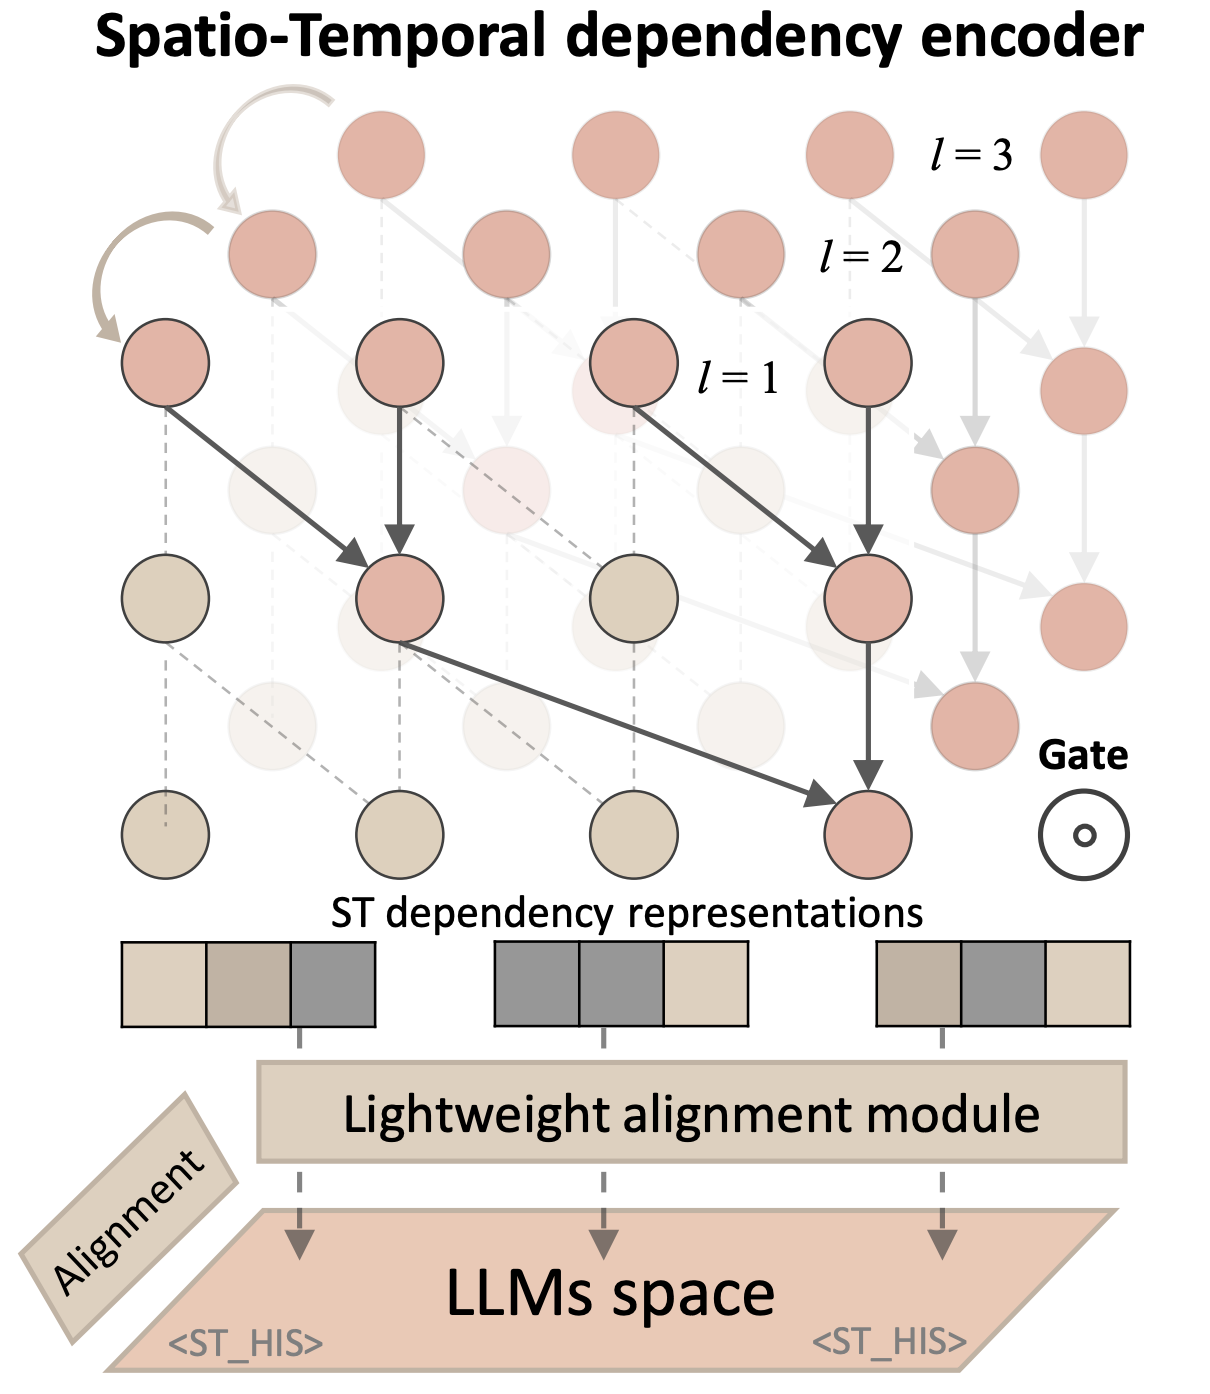 Spatio-Temporal dependency encoder
l = 3
l = 2
l = 1
Gate
ST dependency representations
Lightweight alignment module
Alignment
LLMs space
<ST_HIS>
<ST_HIS>